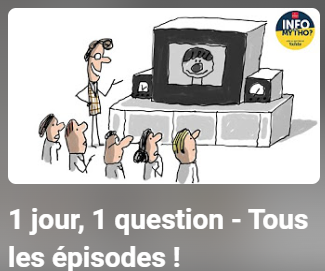 INFO
MYTHO?
1 jour, 1 question - Tous
les épisodes !